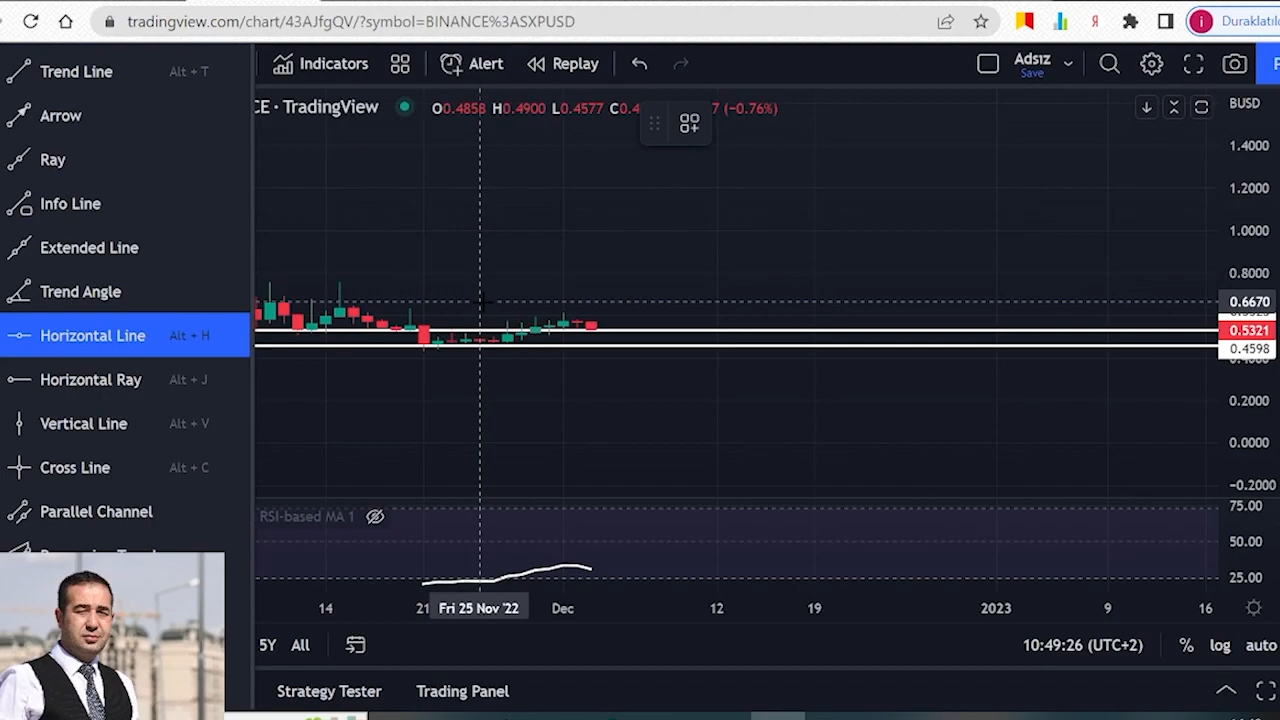 tradingview.com/chart/43AJfgQV/?symbol=BINANCE%3ASXPUSD
Duraklatıl
Trend Line Alt + T
Arrow
Ray
Info Line
Extended Line
Trend Angle
Horizontal Line Alt + H
Horizontal Ray Alt + J
Vertical Line Alt + V
Cross Line Alt + C
Parallel Channel
Indicators Alert Replay Adsız
Save
CE · TradingView O0.4858 H0.4900 L0.4577 C0.4 7 (−0.76%) BUSD
1.4000
1.2000
1.0000
0.8000
0.6670
0.5321
0.4598
0.2000
0.0000
−0.2000
RSI-based MA 1
75.00
50.00
25.00
14 21 Fri 25 Nov '22 Dec 12 19 2023 9 16
5Y All 10:49:26 (UTC+2) % log auto
Strategy Tester Trading Panel